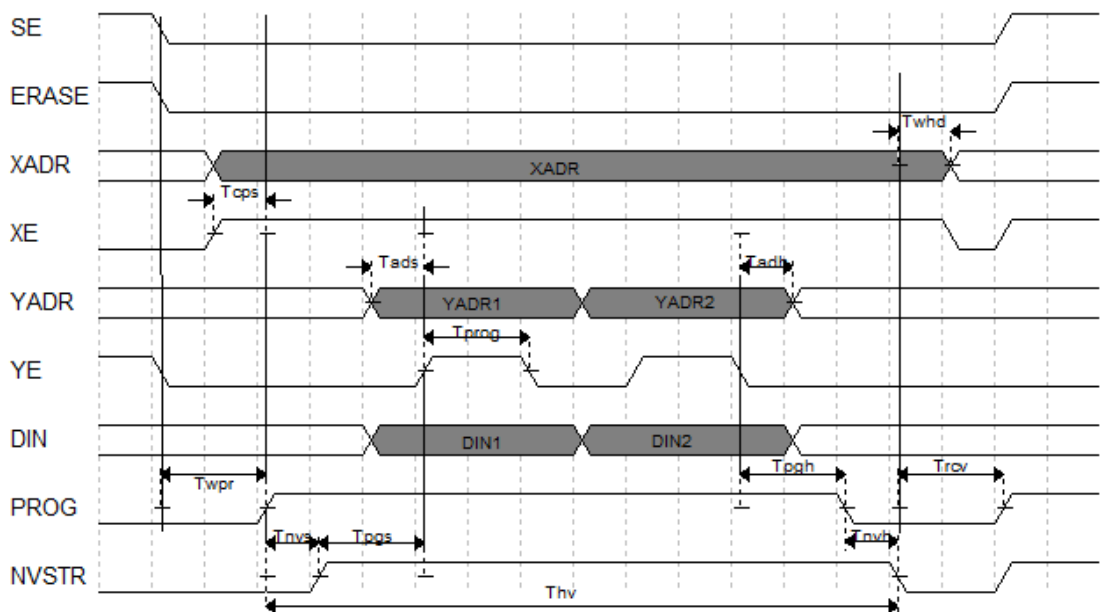 SE
ERASE
Twhd
XADR
XADR
Tcps
XE
Tads
Tadh
YADR
YADR1
YADR2
Tprog
YE
DIN
DIN1
DIN2
Twpr
Tpgh
Trcv
PROG
Tnvs
Tpgs
Tnvh
NVSTR
Thv